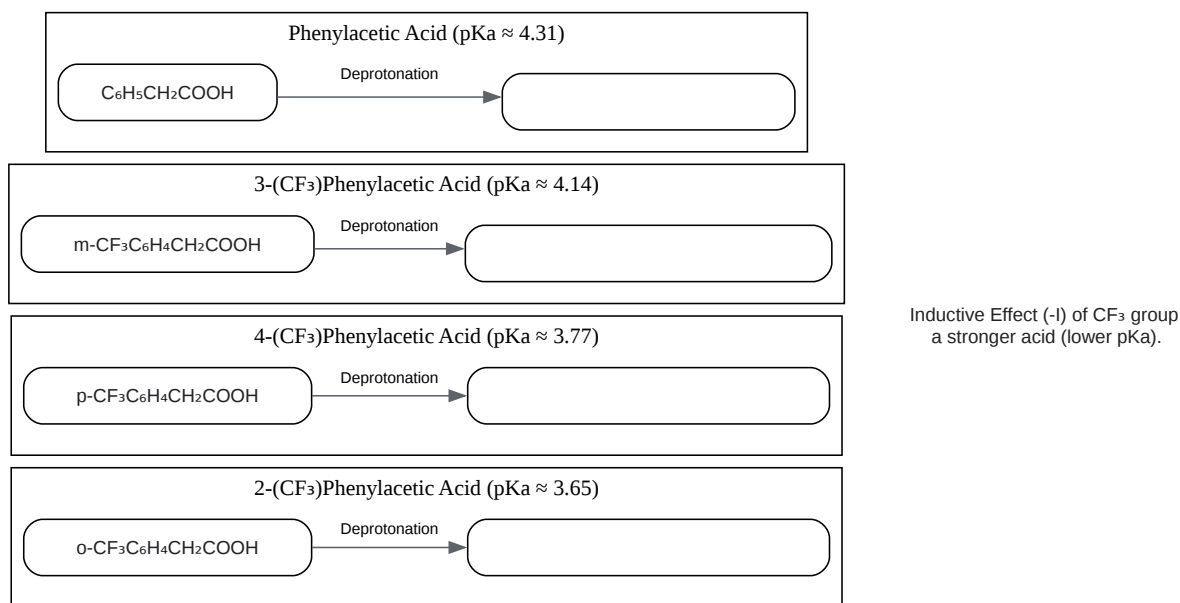 Phenylacetic Acid (pKa ≈ 4.31)
C₆H₅CH₂COOH
Deprotonation
3-(CF₃)Phenylacetic Acid (pKa ≈ 4.14)
m-CF₃C₆H₄CH₂COOH
Deprotonation
4-(CF₃)Phenylacetic Acid (pKa ≈ 3.77)
p-CF₃C₆H₄CH₂COOH
Deprotonation
2-(CF₃)Phenylacetic Acid (pKa ≈ 3.65)
o-CF₃C₆H₄CH₂COOH
Deprotonation
Inductive Effect (-I) of CF₃ group
a stronger acid (lower pKa).